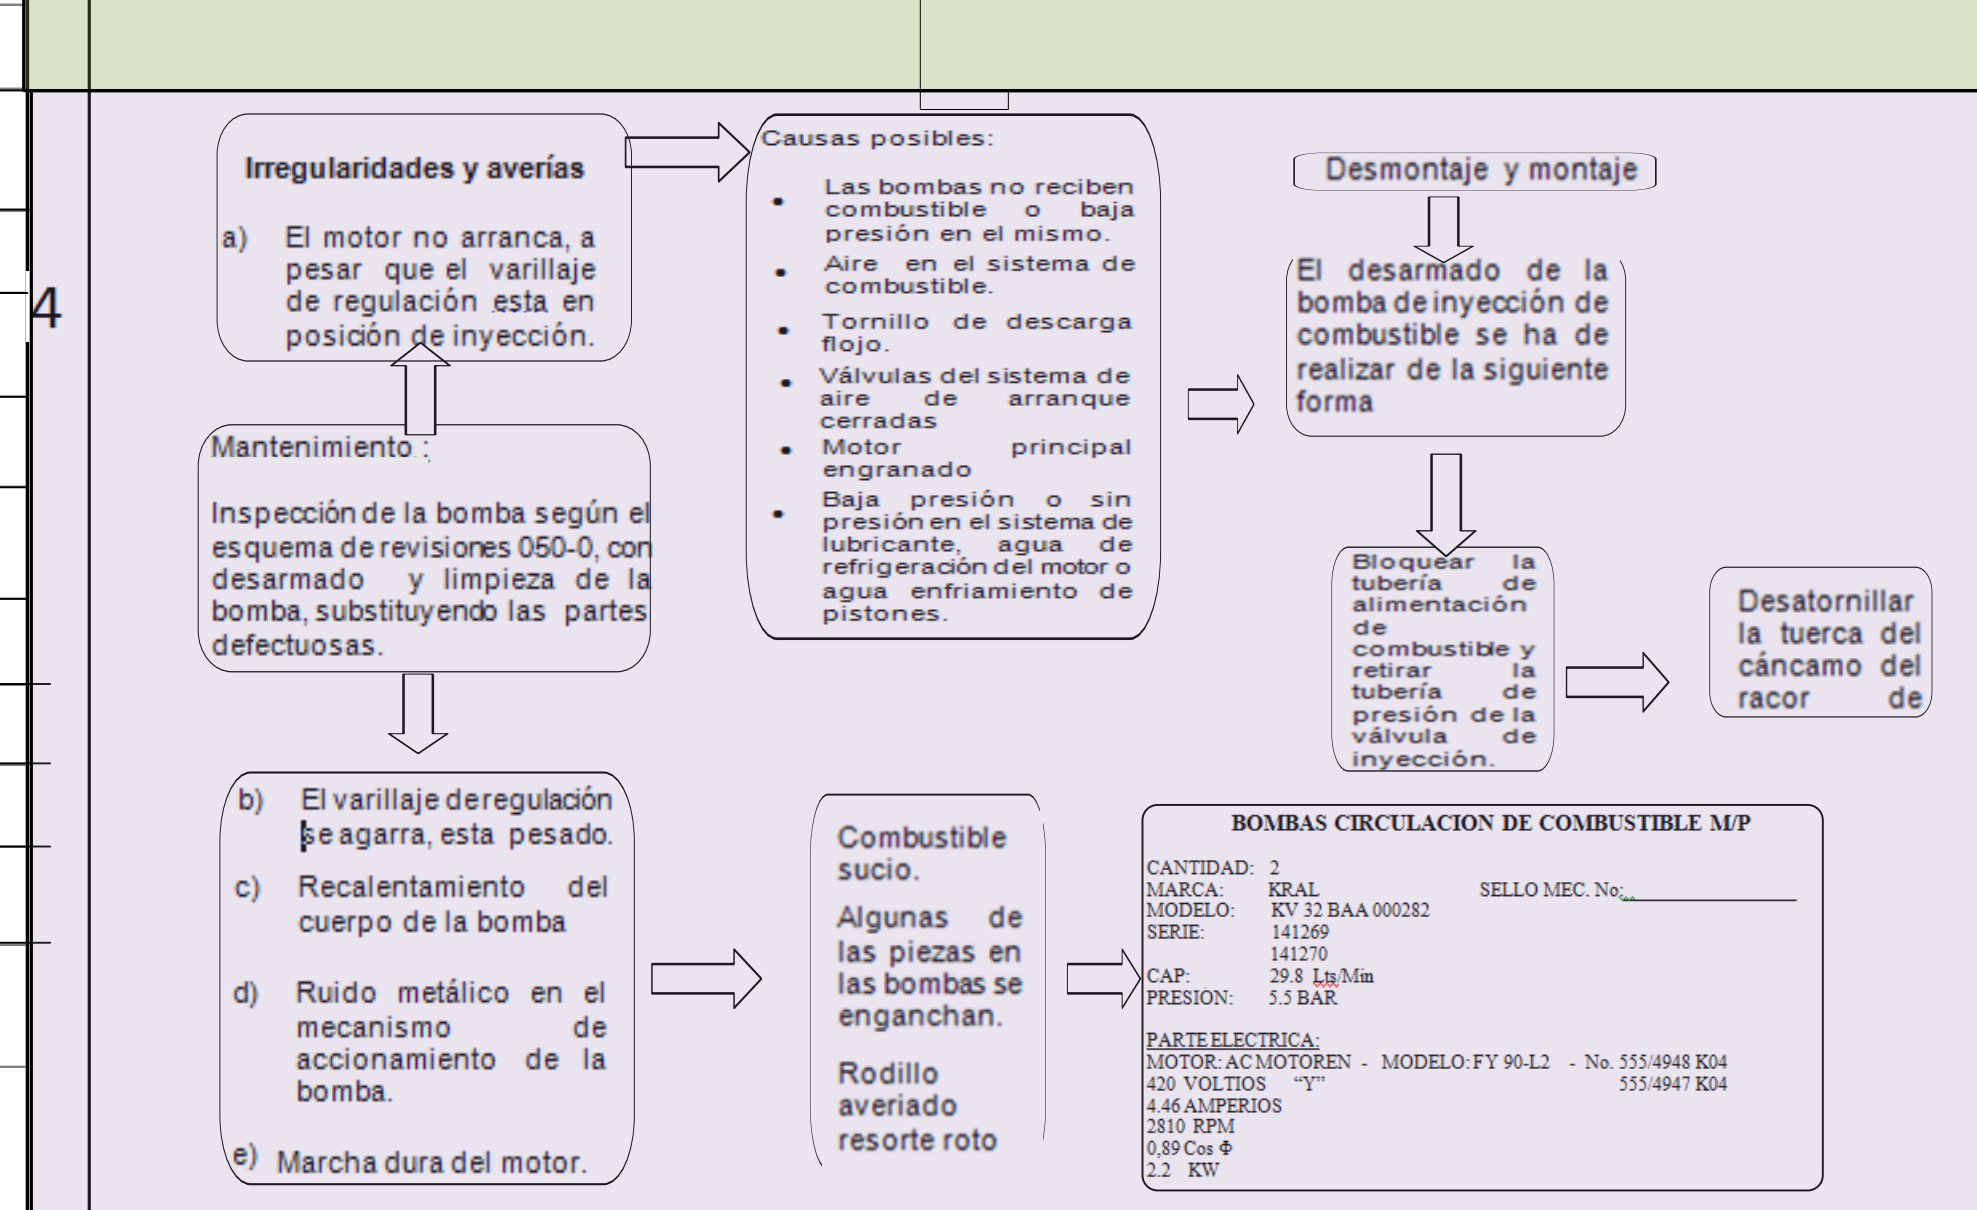 4
Irregularidades y averías
a) El motor no arranca, a
pesar que el varillaje
de regulación esta en
posición de inyección.
Mantenimiento :
Inspección de la bomba según el
esquema de revisiones 050-0, con
desarmado y limpieza de la
bomba, substituyendo las partes
defectuosas.
b) El varillaje de regulación
se agarra, esta pesado.
c) Recalentamiento del
cuerpo de la bomba
d) Ruido metálico en el
mecanismo de
accionamiento de la
bomba.
e) Marcha dura del motor.
Causas posibles:
• Las bombas no reciben
combustible o baja
presión en el mismo.
• Aire en el sistema de
combustible.
• Tornillo de descarga
flojo.
• Válvulas del sistema de
aire de arranque
cerradas
• Motor principal
engranado
• Baja presión o sin
presión en el sistema de
lubricante, agua de
refrigeración del motor o
agua enfriamiento de
pistones.
Combustible
sucio.
Algunas de
las piezas en
las bombas se
enganchan.
Rodillo
averiado
resorte roto
Desmontaje y montaje
El desarmado de la
bomba de inyección de
combustible se ha de
realizar de la siguiente
forma
Bloquear la
tubería de
alimentación
de
combustible y
retirar la
tubería de
presión de la
válvula de
inyección.
Desatornillar
la tuerca del
cáncamo del
racor de
BOMBAS CIRCULACION DE COMBUSTIBLE M/P
CANTIDAD: 2
MARCA: KRAL SELLO MEC. No:
MODELO: KV 32 BAA 000282
SERIE: 141269
141270
CAP: 29.8 Lts/Min
PRESIÓN: 5.5 BAR
PARTE ELECTRICA:
MOTOR: AC MOTOREN - MODELO: FY 90-L2 - No. 555/4948 K04
420 VOLTIOS “Y” 555/4947 K04
4.46 AMPERIOS
2810 RPM
0,89 Cos Φ
2.2 KW